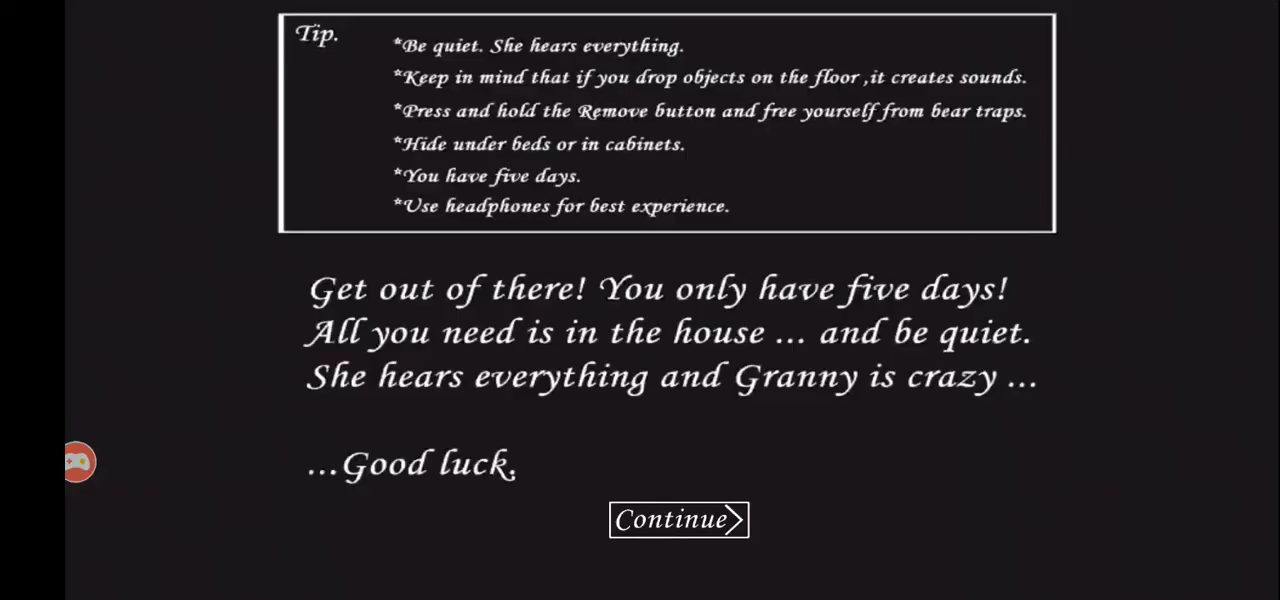 Tip.
*Be quiet. She hears everything.
*Keep in mind that if you drop objects on the floor ,it creates sounds.
*Press and hold the Remove button and free yourself from bear traps.
*Hide under beds or in cabinets.
*You have five days.
*Use headphones for best experience.
Get out of there! You only have five days!
All you need is in the house ... and be quiet.
She hears everything and Granny is crazy ...
...Good luck.
Continue